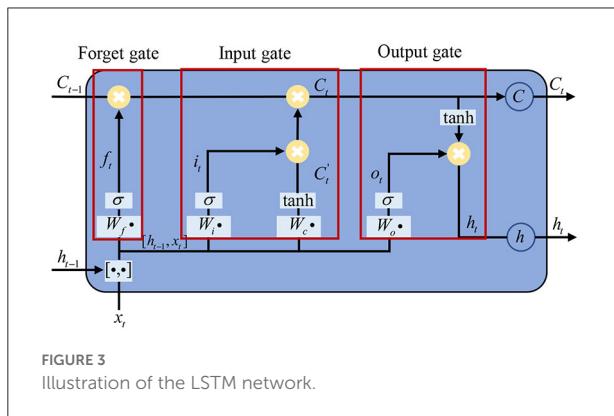 Forget gate Input gate Output gate
C_{t-1} C_t C C_t
tanh
f_t i_t C_t^' o_t
σ σ tanh σ
W_f • W_i • W_c • W_o • h_t
[h_{t-1}, x_t] h h_t
h_{t-1} [•,•]
x_t
FIGURE 3
Illustration of the LSTM network.